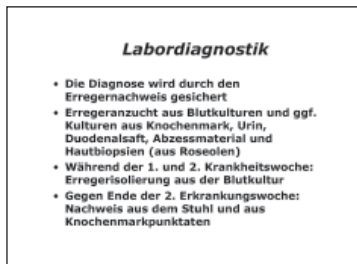 Labordiagnostik
• Die Diagnose wird durch den
Erregernachweis gesichert
• Erregeranzucht aus Blutkulturen und ggf.
Kulturen aus Knochenmark, Urin,
Duodenalsaft, Abzessmaterial und
Hautbiopsien (aus Roseolen)
• Während der 1. und 2. Krankheitswoche:
Erregerisolierung aus der Blutkultur
• Gegen Ende der 2. Erkrankungswoche:
Nachweis aus dem Stuhl und aus
Knochenmarkpunktaten